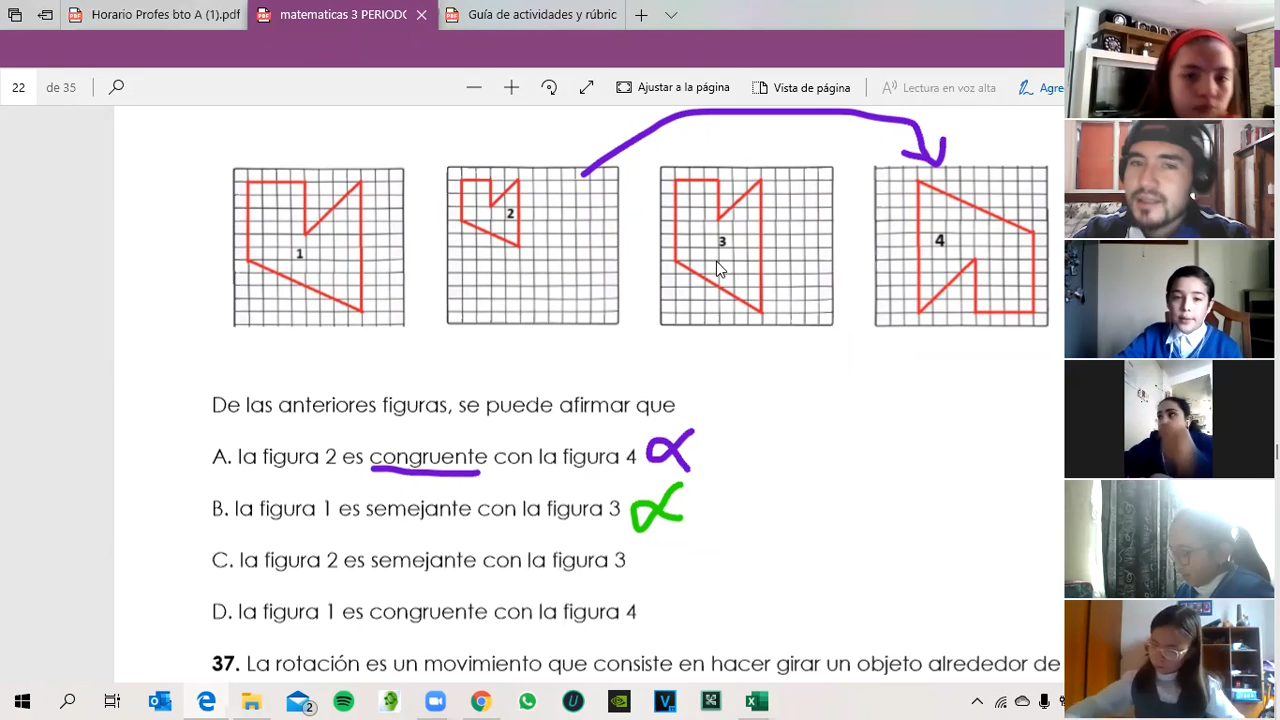 Horario Profes bto A (1).pdf
matematicas 3 PERIODO
Guía de actividades y rúbric
22 de 35
Ajustar a la página
Vista de página
Lectura en voz alta
Agre
1
2
3
4
De las anteriores figuras, se puede afirmar que
A. la figura 2 es congruente con la figura 4
B. la figura 1 es semejante con la figura 3
C. la figura 2 es semejante con la figura 3
D. la figura 1 es congruente con la figura 4
37. La rotación es un movimiento que consiste en hacer girar un objeto alrededor de
2